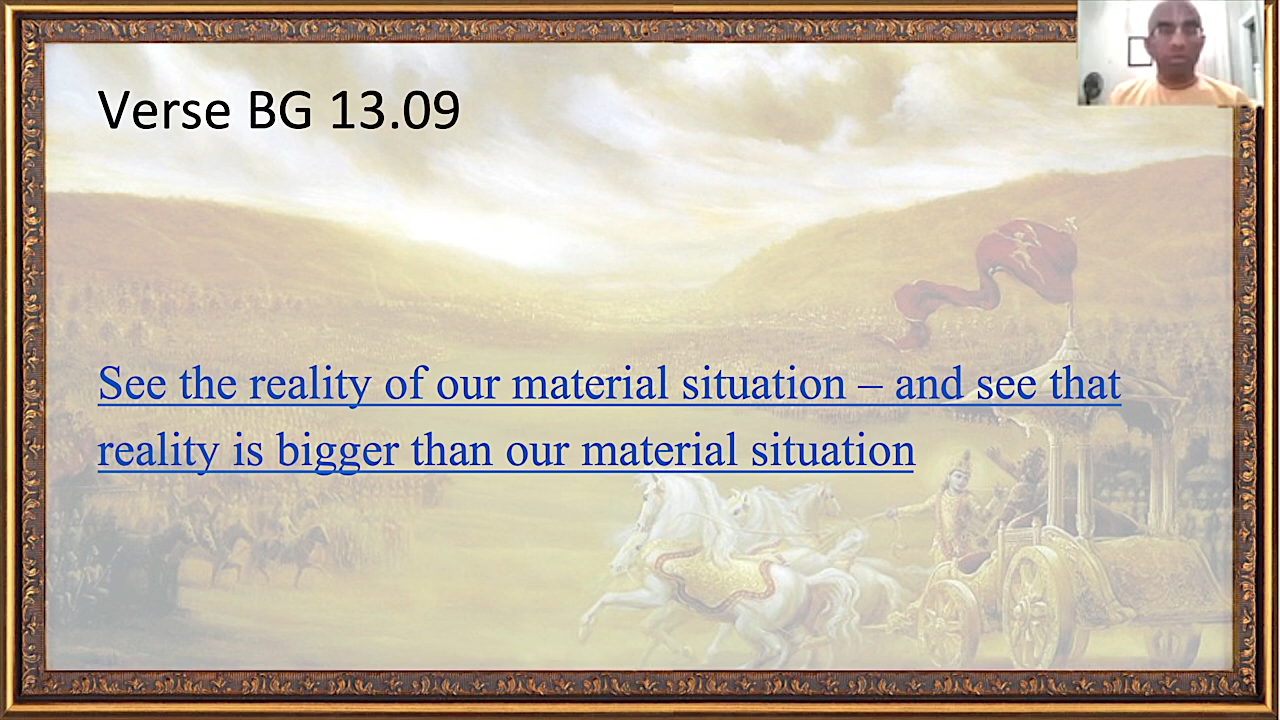 Verse BG 13.09
See the reality of our material situation – and see that
reality is bigger than our material situation